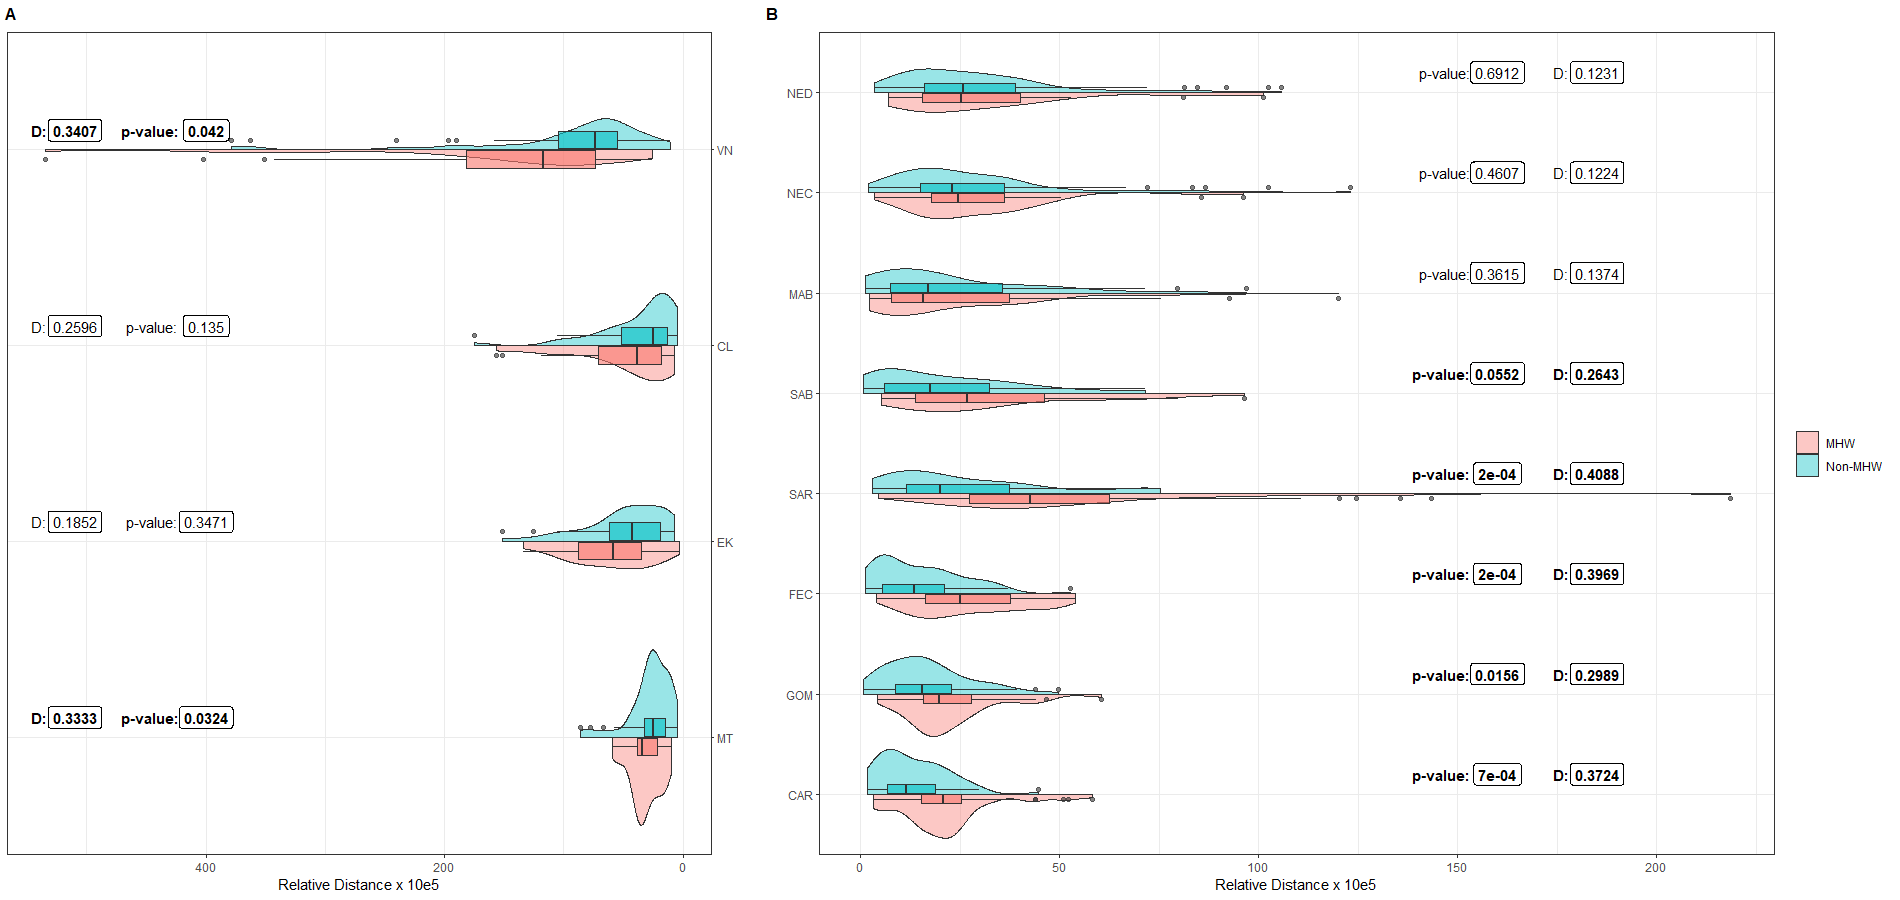 A
D: 0.3407 p-value: 0.042
VN
D: 0.2596 p-value: 0.135
CL
D: 0.1852 p-value: 0.3471
EK
D: 0.3333 p-value: 0.0324
MT
400 200 0
Relative Distance x 10e5
B
NED p-value: 0.6912 D: 0.1231
NEC p-value: 0.4607 D: 0.1224
MAB p-value: 0.3615 D: 0.1374
SAB p-value: 0.0552 D: 0.2643
SAR p-value: 2e-04 D: 0.4088
FEC p-value: 2e-04 D: 0.3969
GOM p-value: 0.0156 D: 0.2989
CAR p-value: 7e-04 D: 0.3724
0 50 100 150 200
Relative Distance x 10e5
MHW
Non-MHW